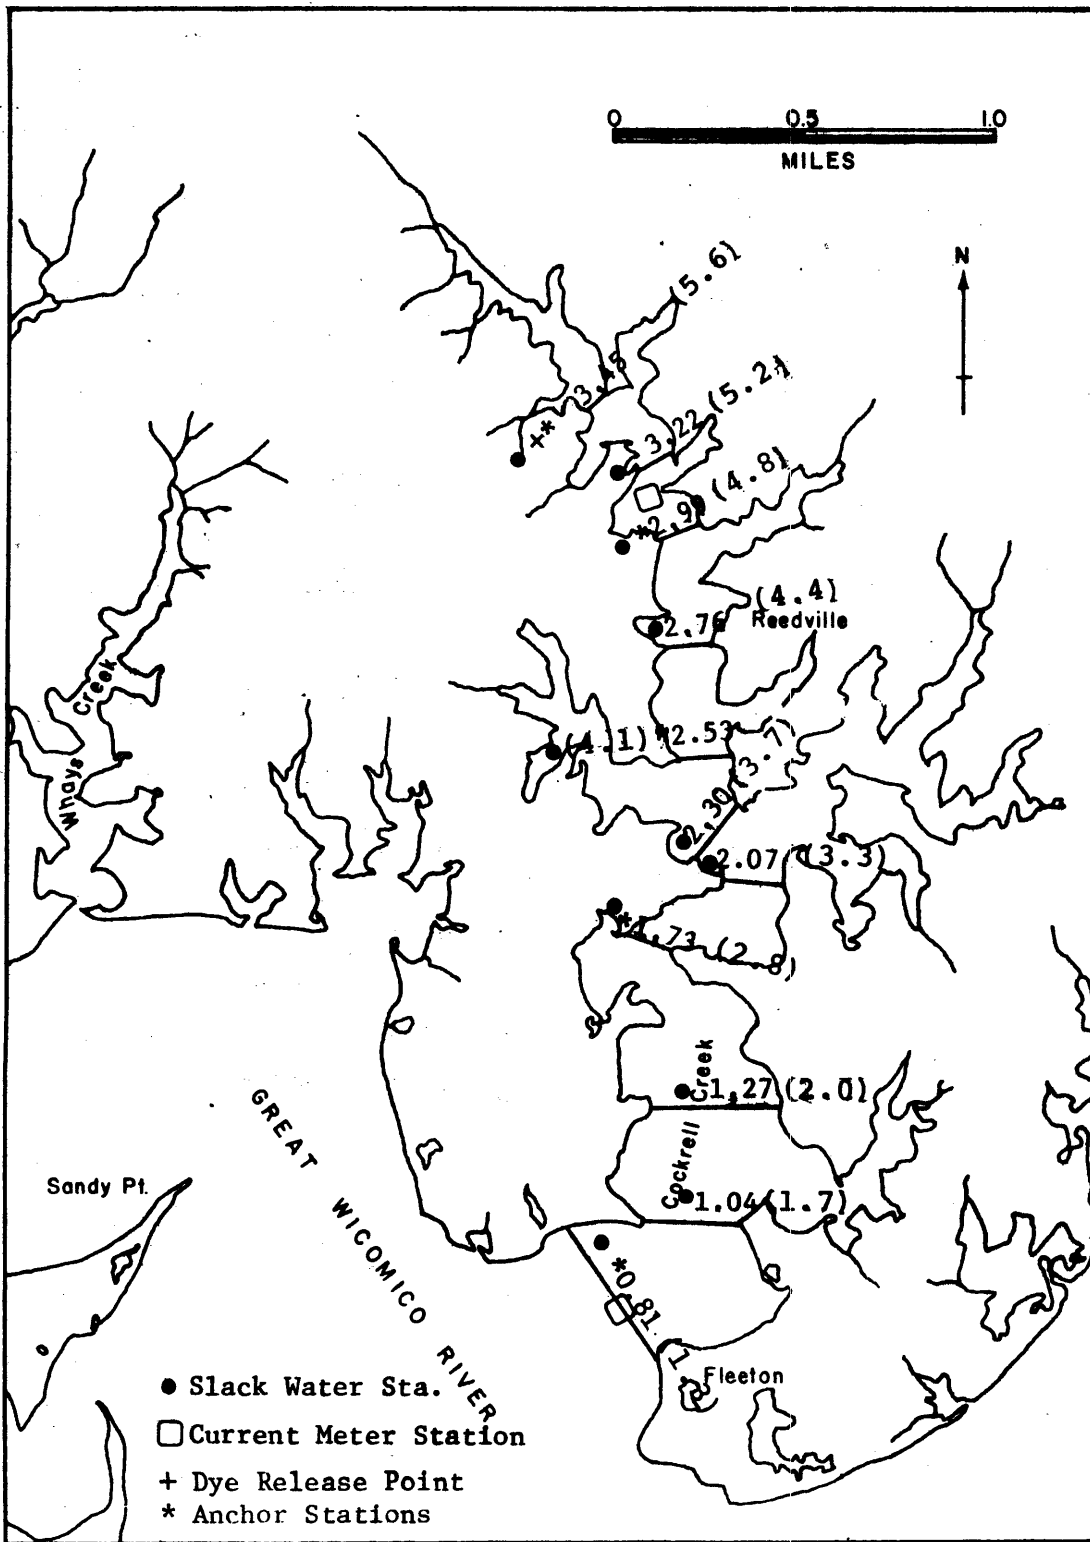 0 0.5 1.0
MILES
N
(5.6)
3.45
(5.2)
3.22
+*
(4.8)
*2.9
(4.4)
2.76
Reedville
Whays Creek
(4.1)
*2.53
2.30 (3.7)
2.07 (3.3)
*1.73 (2.8)
1.27 (2.0)
Cockrell Creek
1.04 (1.7)
Sandy Pt.
GREAT WICOMICO RIVER
*0.81
Fleeton
● Slack Water Sta.
□ Current Meter Station
+ Dye Release Point
* Anchor Stations